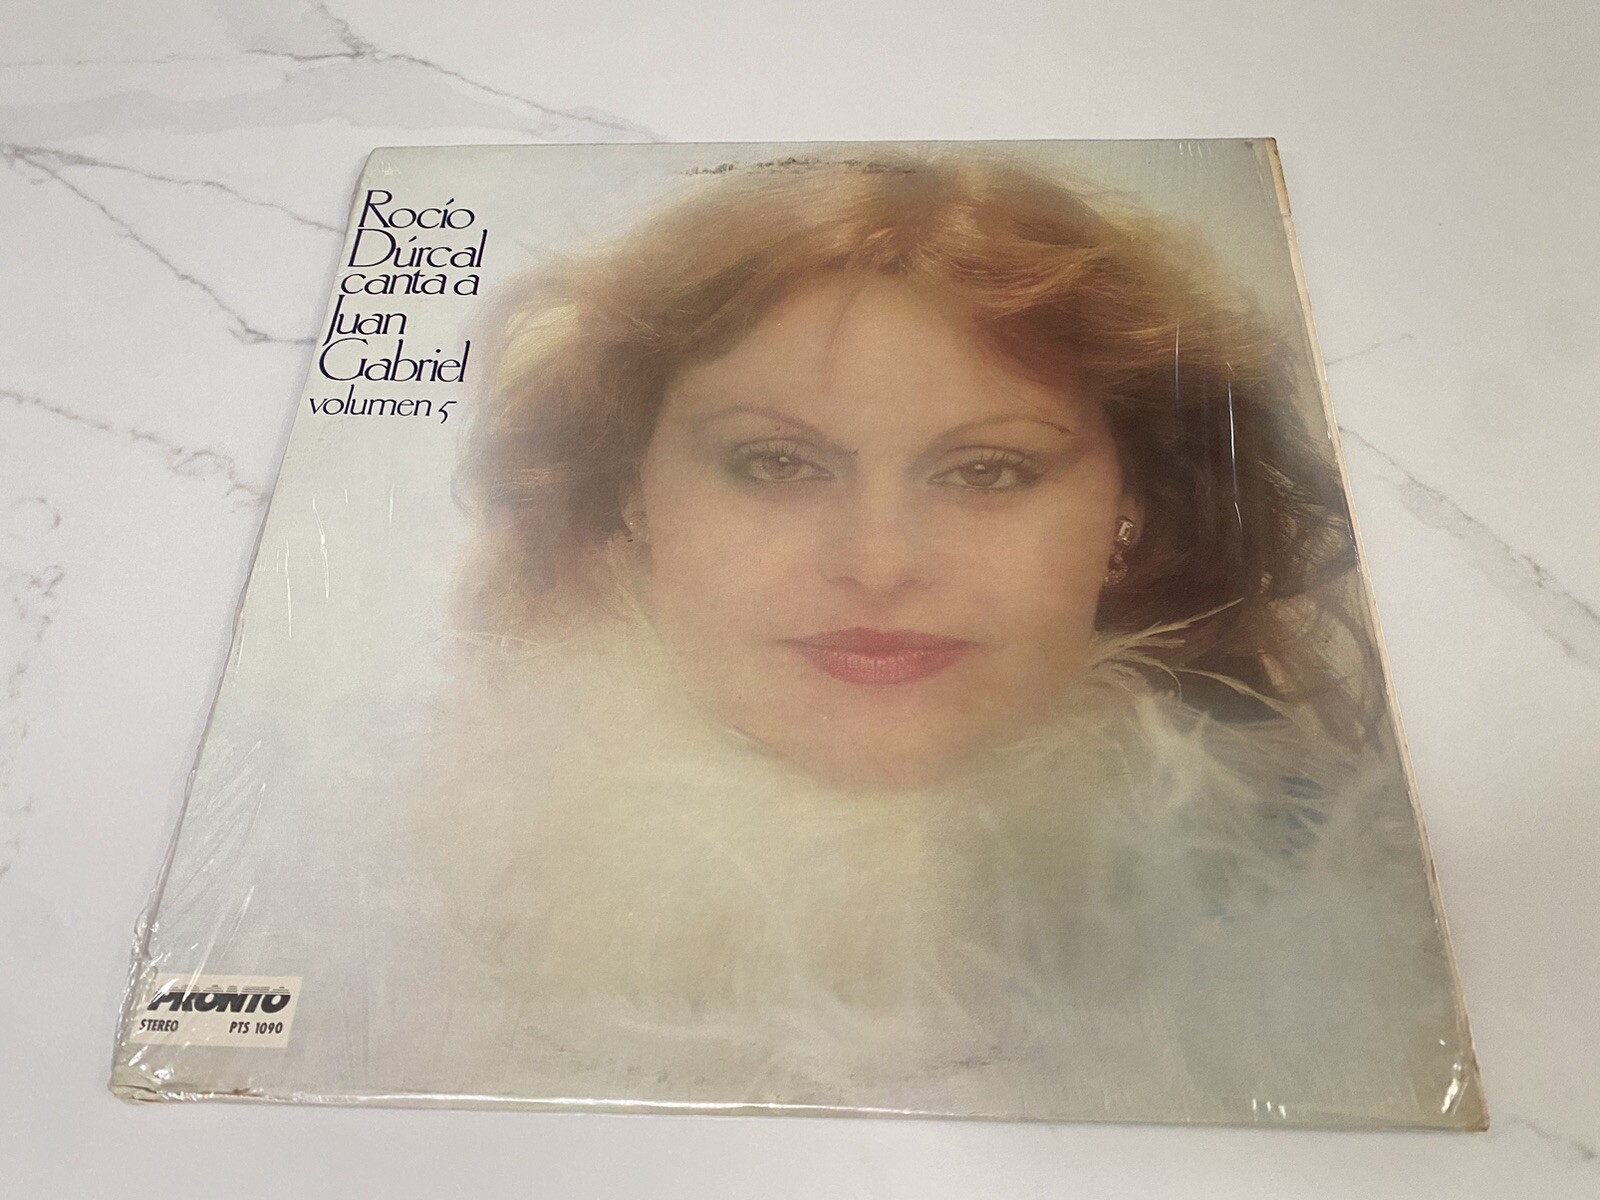 Rocío
Dúrcal
canta a
Juan
Gabriel
volumen 5
PRONTO
STEREO PTS 1090